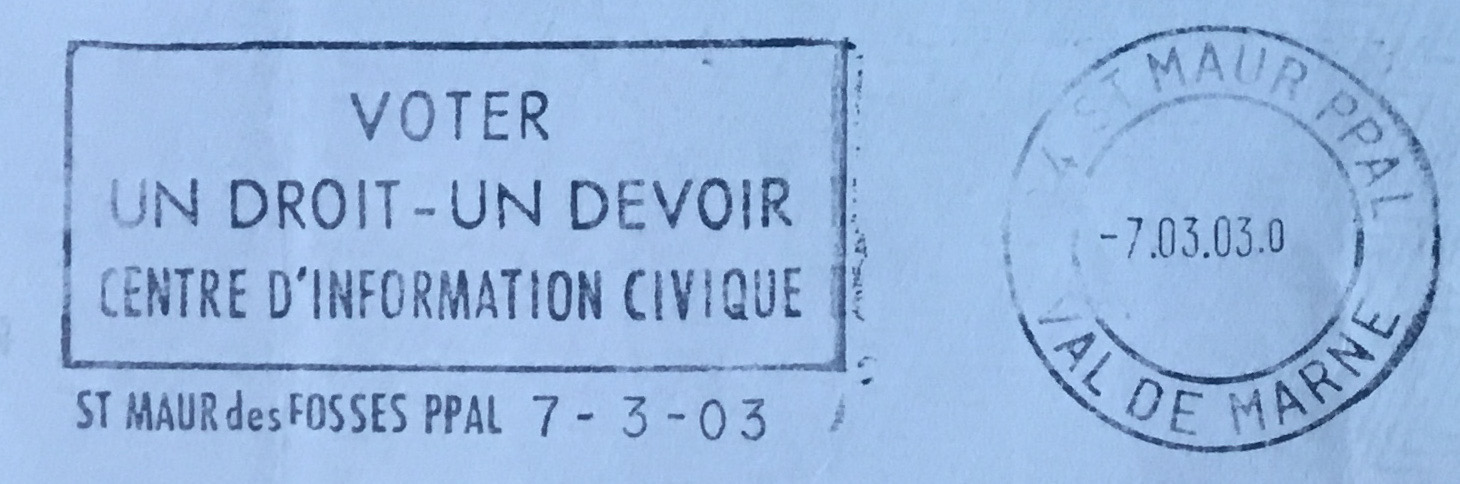 VOTER
UN DROIT - UN DEVOIR
CENTRE D'INFORMATION CIVIQUE
ST MAUR des FOSSES PPAL 7 - 3 - 03
ST MAUR PPAL
-7.03.03.0
VAL DE MARNE